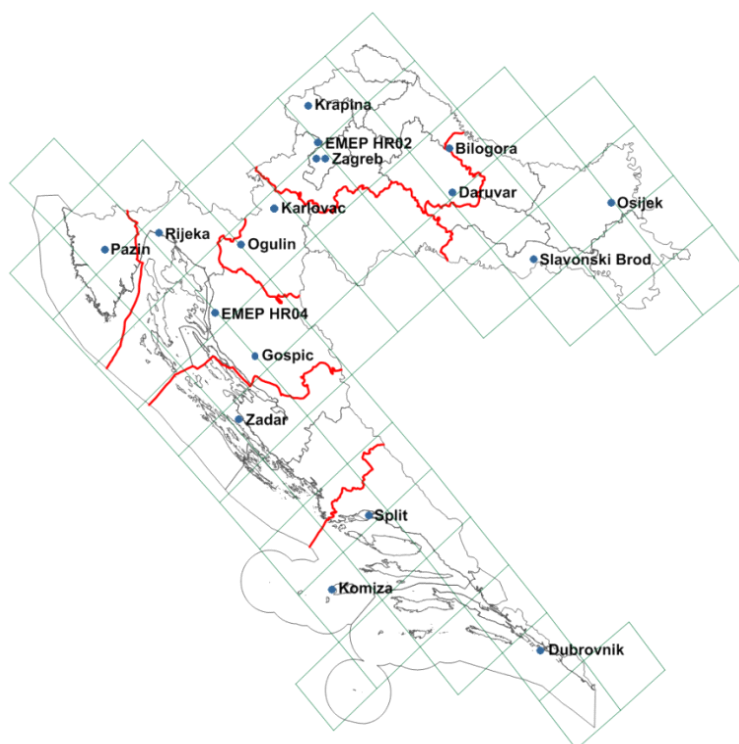 Krapina
EMEP HR02
Zagreb
Bilogora
Daruvar
Osijek
Karlovac
Rijeka
Ogulin
Pazin
Slavonski Brod
EMEP HR04
Gospic
Zadar
Split
Komiza
Dubrovnik